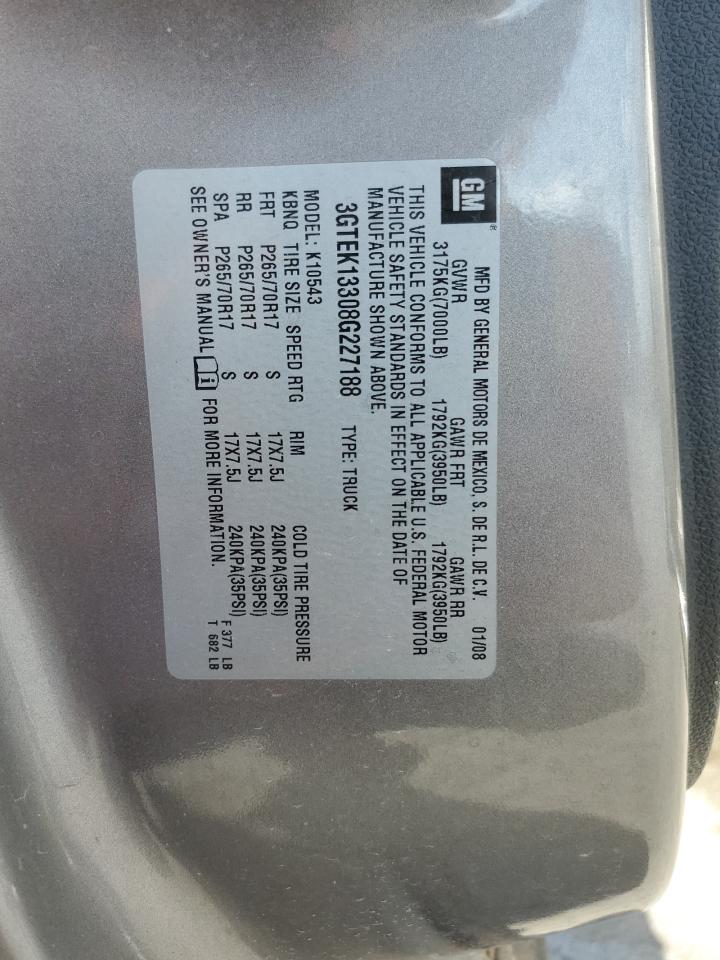 GM ®
MFD BY GENERAL MOTORS DE MEXICO, S. DE R.L. DE C.V. 01/08
GVWR GAWR FRT GAWR RR
3175KG(7000LB) 1792KG(3950LB) 1792KG(3950LB)
THIS VEHICLE CONFORMS TO ALL APPLICABLE U.S. FEDERAL MOTOR
VEHICLE SAFETY STANDARDS IN EFFECT ON THE DATE OF
MANUFACTURE SHOWN ABOVE.
3GTEK13308G227188 TYPE: TRUCK
MODEL: K10543
KBNQ TIRE SIZE SPEED RTG RIM COLD TIRE PRESSURE
FRT P265/70R17 S 17X7.5J 240KPA(35PSI)
RR P265/70R17 S 17X7.5J 240KPA(35PSI)
SPA P265/70R17 S 17X7.5J 240KPA(35PSI) F 377 LB
SEE OWNER'S MANUAL FOR MORE INFORMATION. T 682 LB